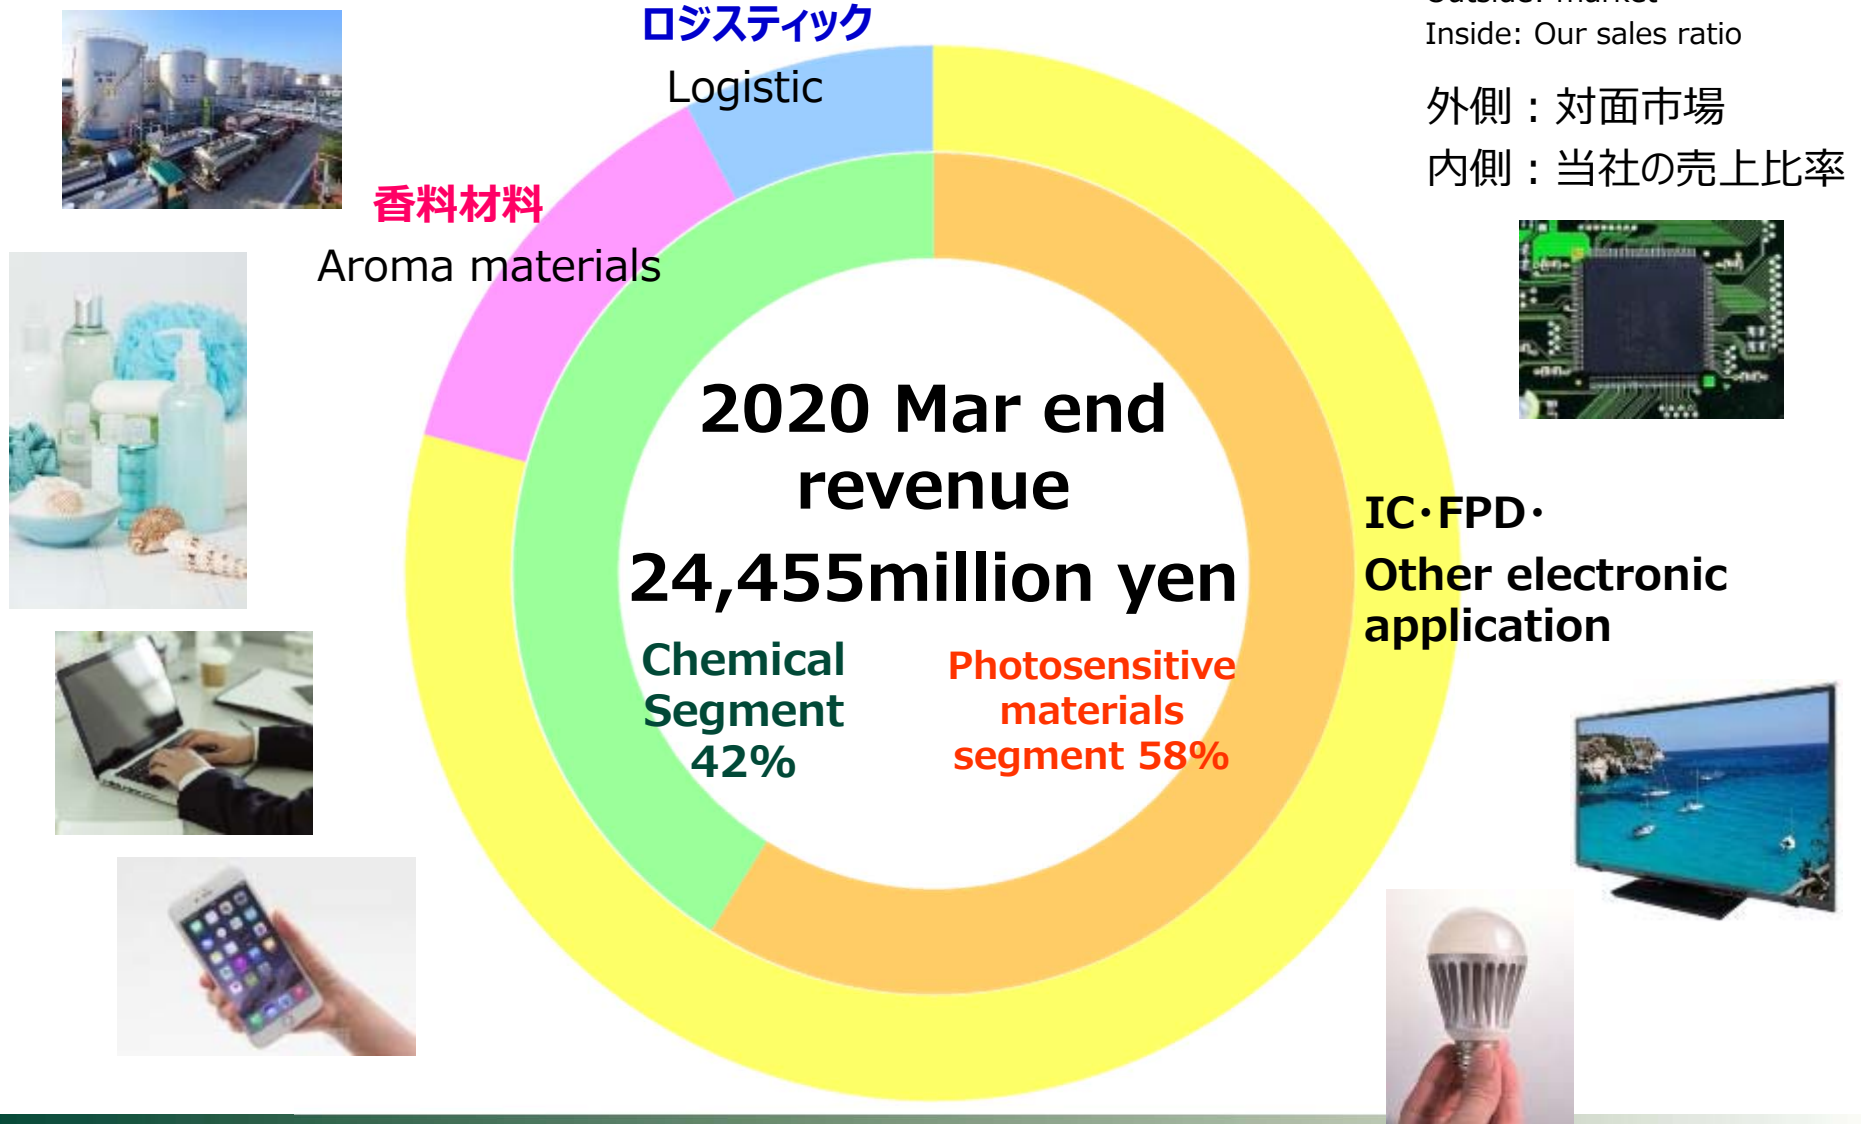 ロジスティック
Logistic
Outside: market
Inside: Our sales ratio
外側：対面市場
内側：当社の売上比率
香料材料
Aroma materials
2020 Mar end
revenue
24,455million yen
Chemical
Segment
42%
Photosensitive
materials
segment 58%
IC･FPD･
Other electronic
application